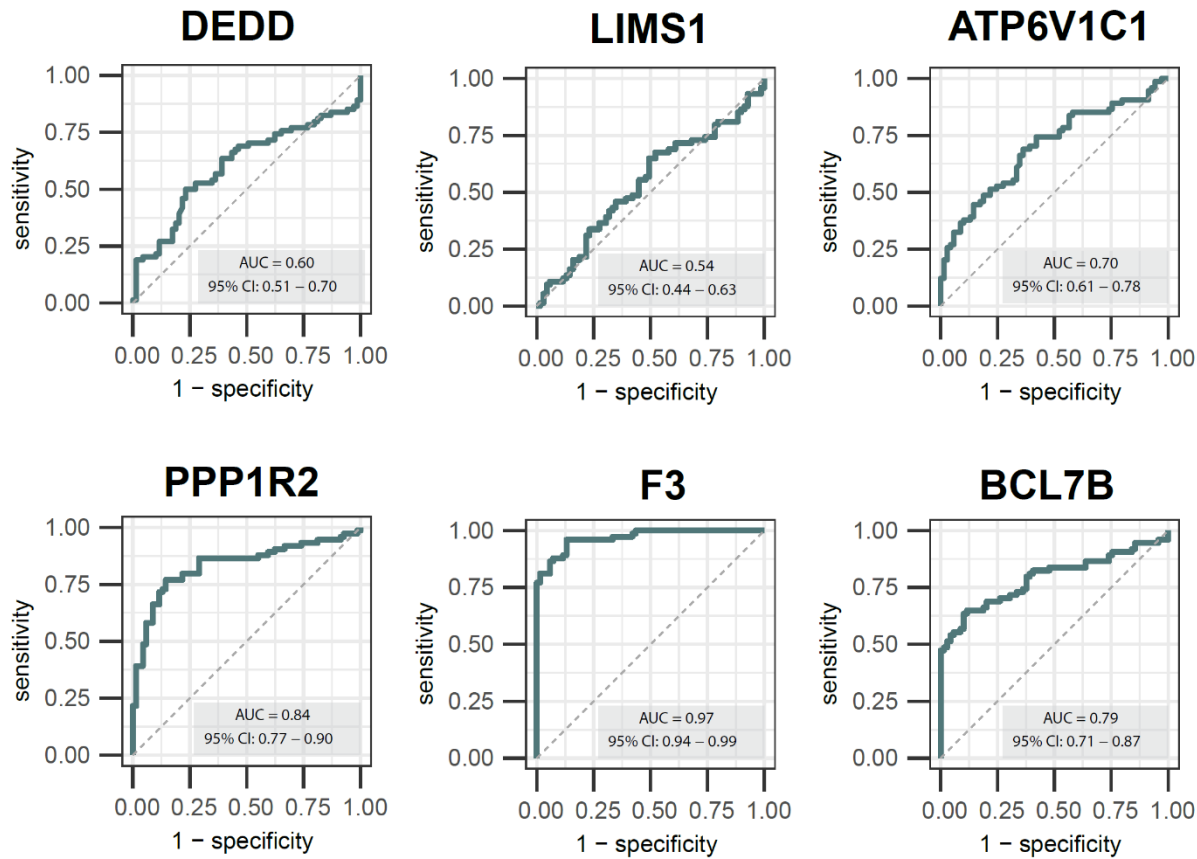 DEDD
LIMS1
ATP6V1C1
sensitivity
1.00
0.75
0.50
0.25
0.00
AUC = 0.60
95% CI: 0.51 – 0.70
0.00 0.25 0.50 0.75 1.00
1 − specificity
sensitivity
1.00
0.75
0.50
0.25
0.00
AUC = 0.54
95% CI: 0.44 – 0.63
0.00 0.25 0.50 0.75 1.00
1 − specificity
sensitivity
1.00
0.75
0.50
0.25
0.00
AUC = 0.70
95% CI: 0.61 – 0.78
0.00 0.25 0.50 0.75 1.00
1 − specificity
PPP1R2
F3
BCL7B
sensitivity
1.00
0.75
0.50
0.25
0.00
AUC = 0.84
95% CI: 0.77 – 0.90
0.00 0.25 0.50 0.75 1.00
1 − specificity
sensitivity
1.00
0.75
0.50
0.25
0.00
AUC = 0.97
95% CI: 0.94 – 0.99
0.00 0.25 0.50 0.75 1.00
1 − specificity
sensitivity
1.00
0.75
0.50
0.25
0.00
AUC = 0.79
95% CI: 0.71 – 0.87
0.00 0.25 0.50 0.75 1.00
1 − specificity